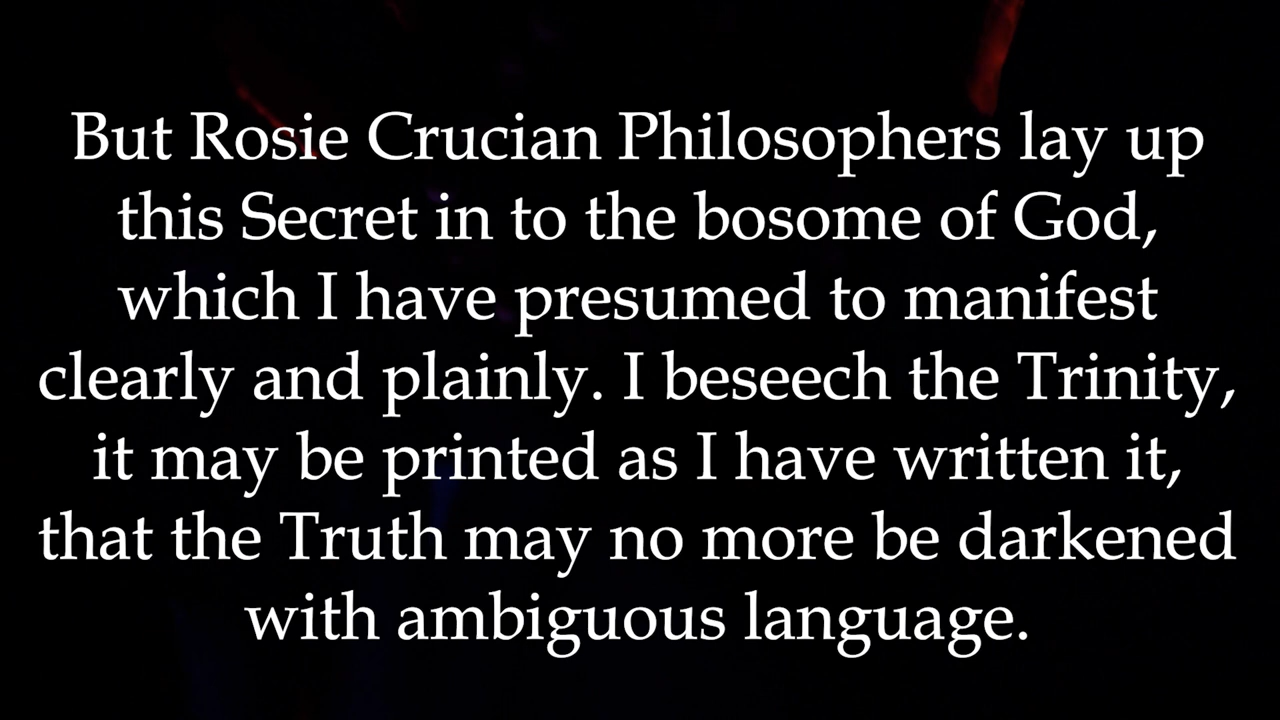 But Rosie Crucian Philosophers lay up
this Secret in to the bosome of God,
which I have presumed to manifest
clearly and plainly. I beseech the Trinity,
it may be printed as I have written it,
that the Truth may no more be darkened
with ambiguous language.